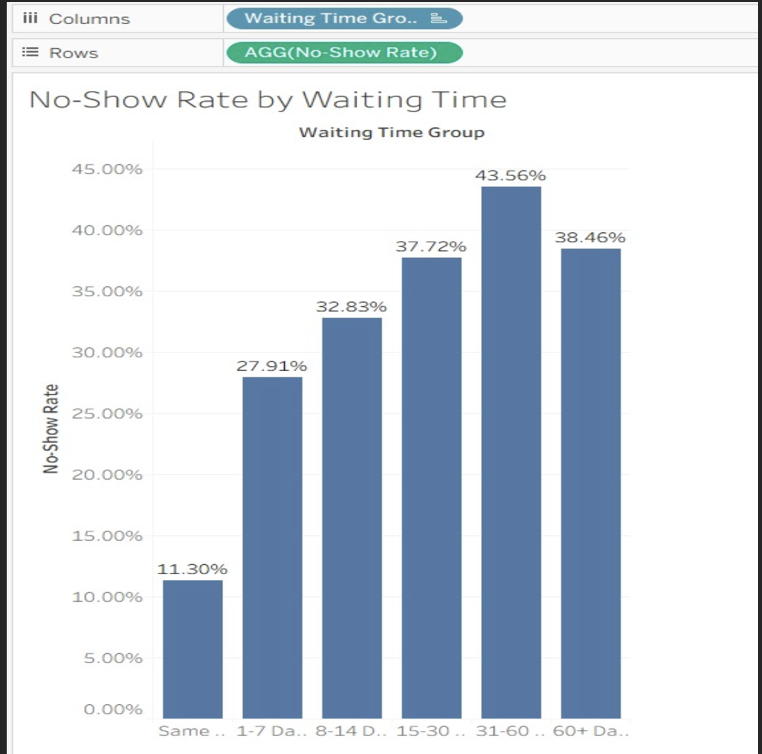 Columns Waiting Time Gro..
Rows AGG(No-Show Rate)
No-Show Rate by Waiting Time
Waiting Time Group
45.00%
40.00%
35.00%
30.00%
25.00%
20.00%
15.00%
10.00%
5.00%
0.00%
No-Show Rate
11.30%
27.91%
32.83%
37.72%
43.56%
38.46%
Same .. 1-7 Da.. 8-14 D.. 15-30 .. 31-60 .. 60+ Da..